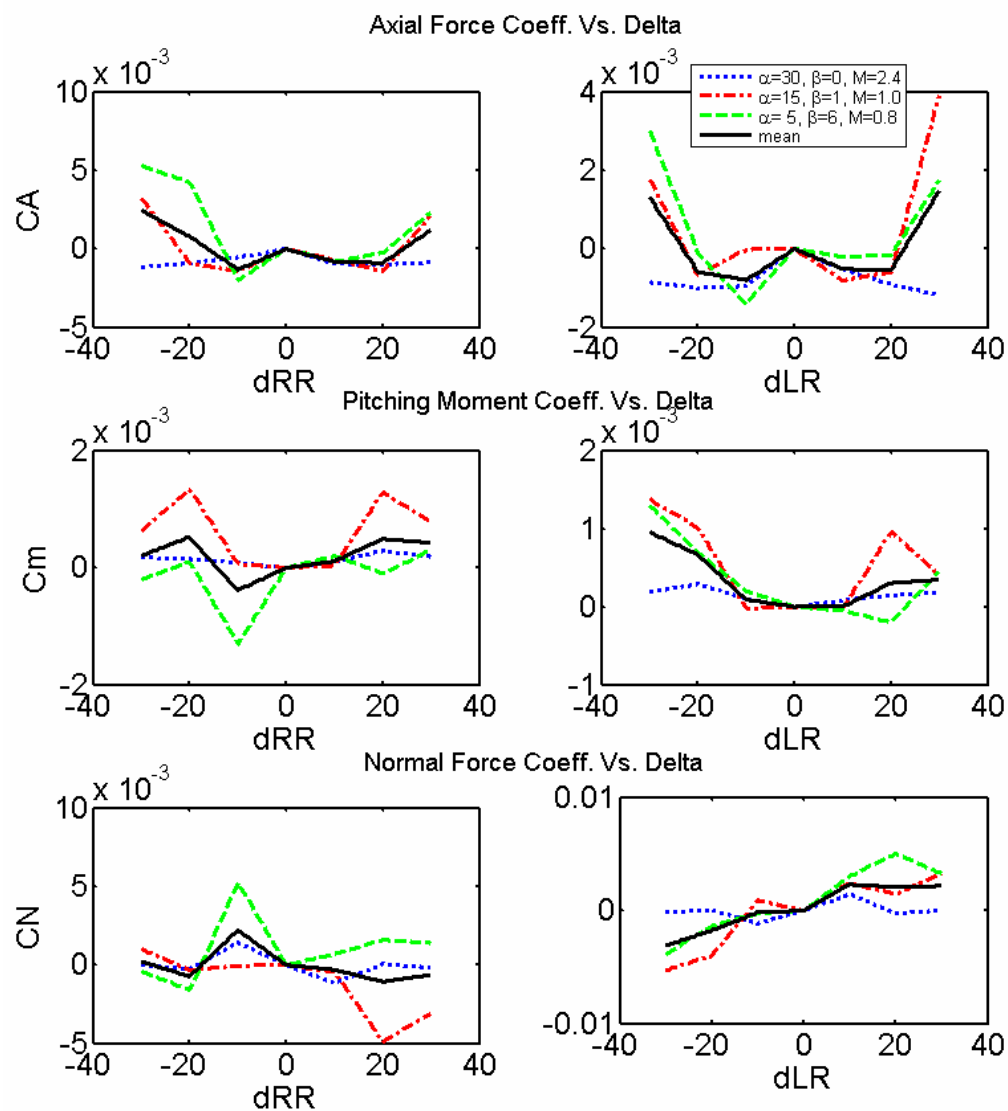 Axial Force Coeff. Vs. Delta
x 10^-3
x 10^-3
α=30, β=0, M=2.4
α=15, β=1, M=1.0
α= 5, β=6, M=0.8
mean
10
5
0
-5
CA
4
2
0
-2
-40 -20 0 20 40
-40 -20 0 20 40
dRR
dLR
Pitching Moment Coeff. Vs. Delta
x 10^-3
x 10^-3
2
0
-2
Cm
2
1
0
-1
-40 -20 0 20 40
-40 -20 0 20 40
dRR
dLR
Normal Force Coeff. Vs. Delta
x 10^-3
10
5
0
-5
CN
0.01
0
-0.01
-40 -20 0 20 40
-40 -20 0 20 40
dRR
dLR